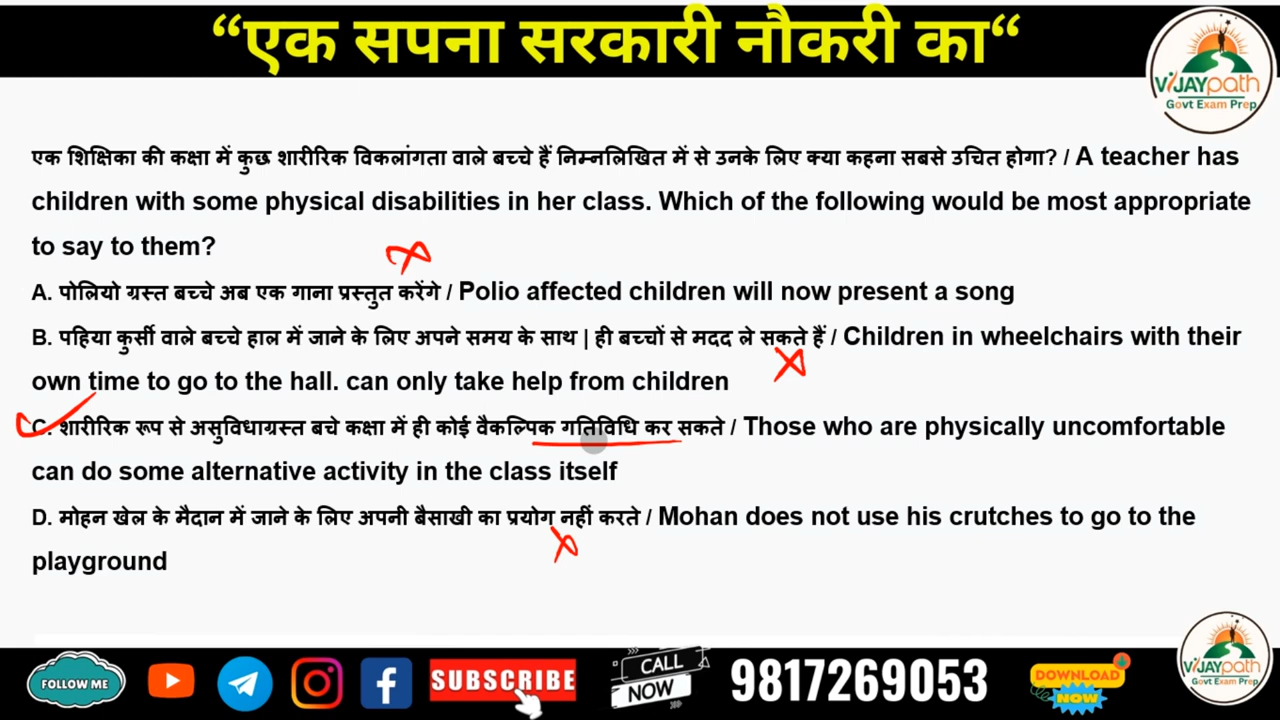 “एक सपना सरकारी नौकरी का“
VIJAYpath
Govt Exam Prep
एक शिक्षिका की कक्षा में कुछ शारीरिक विकलांगता वाले बच्चे हैं निम्नलिखित में से उनके लिए क्या कहना सबसे उचित होगा? / A teacher has
children with some physical disabilities in her class. Which of the following would be most appropriate
to say to them?
A. पोलियो ग्रस्त बच्चे अब एक गाना प्रस्तुत करेंगे / Polio affected children will now present a song
B. पहिया कुर्सी वाले बच्चे हाल में जाने के लिए अपने समय के साथ | ही बच्चों से मदद ले सकते हैं / Children in wheelchairs with their
own time to go to the hall. can only take help from children
C. शारीरिक रूप से असुविधाग्रस्त बचे कक्षा में ही कोई वैकल्पिक गतिविधि कर सकते / Those who are physically uncomfortable
can do some alternative activity in the class itself
D. मोहन खेल के मैदान में जाने के लिए अपनी बैसाखी का प्रयोग नहीं करते / Mohan does not use his crutches to go to the
playground
FOLLOW ME
SUBSCRIBE
CALL
NOW
9817269053
DOWNLOAD
NOW
VIJAYpath
Govt Exam Prep